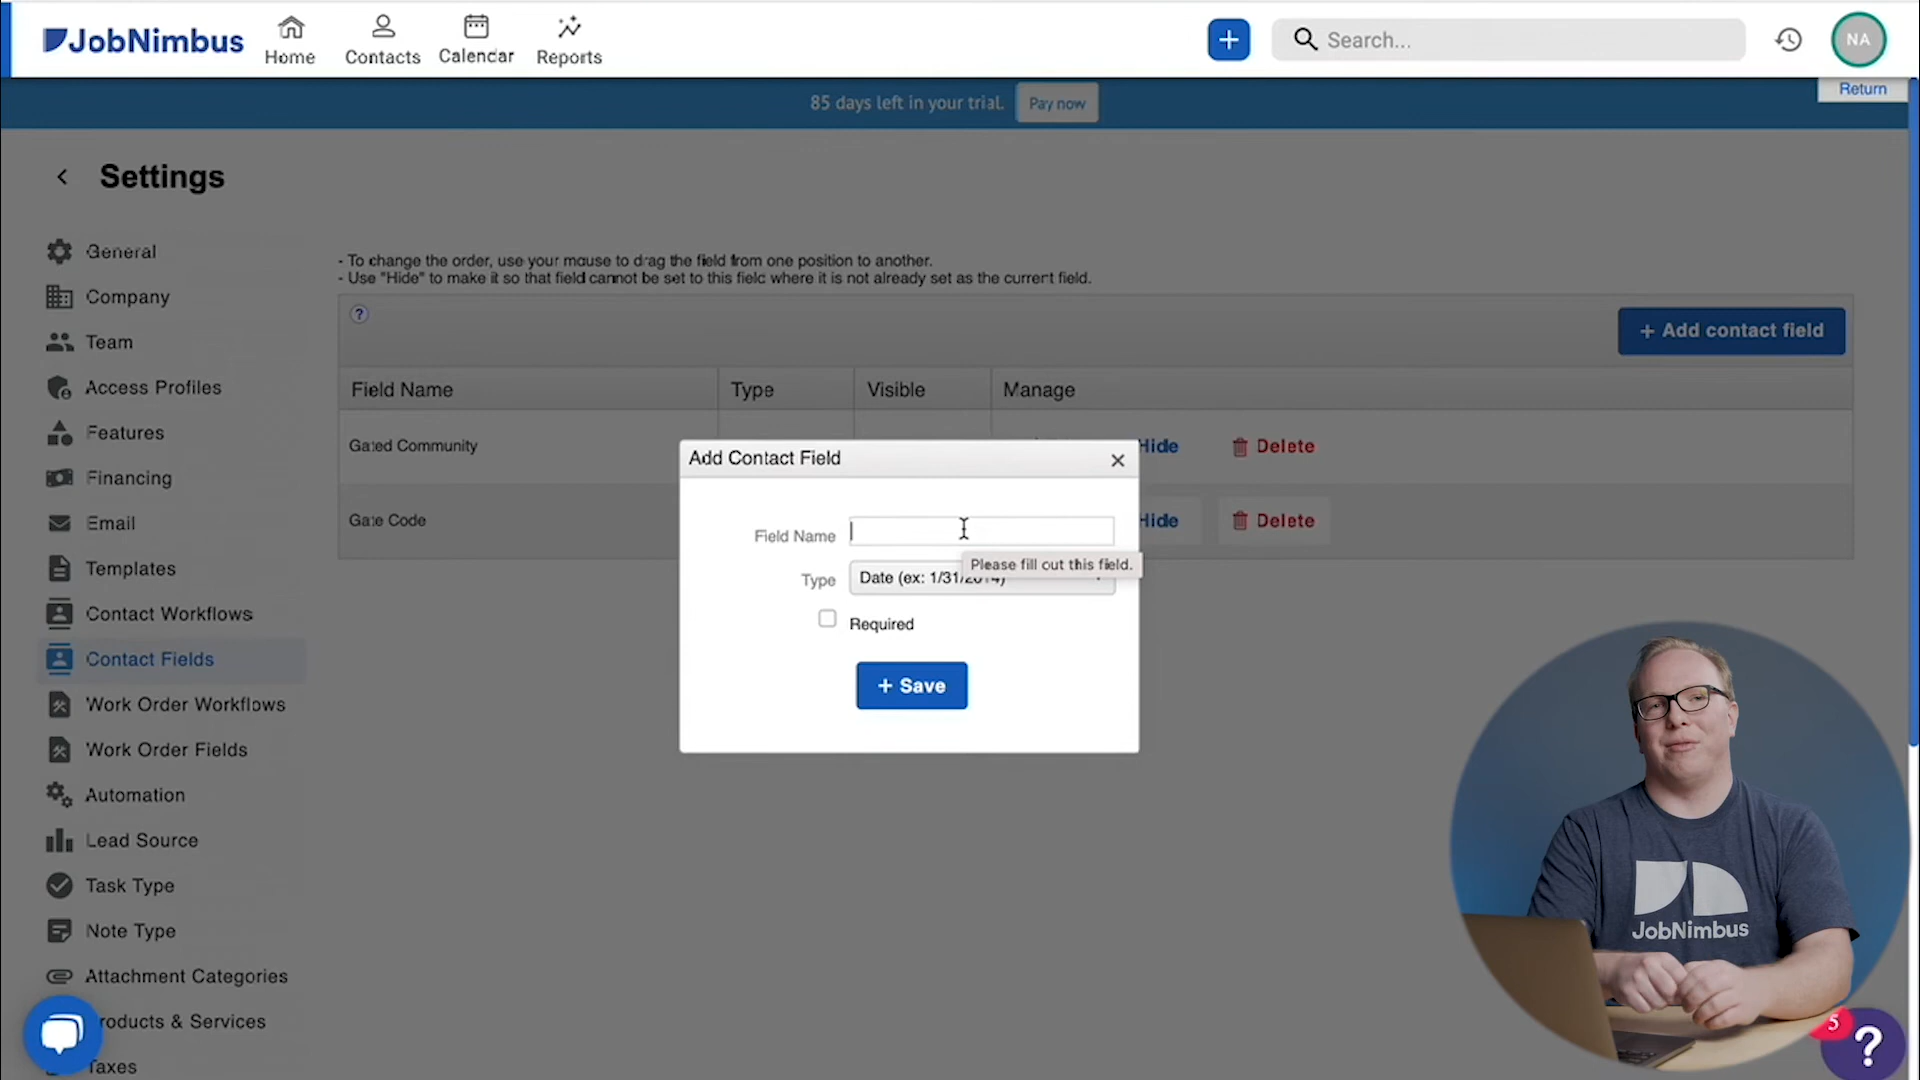 JobNimbus
Home
Contacts
Calendar
Reports
+
Search...
NA
Return
85 days left in your trial.
Pay now
Settings
General
Company
Team
Access Profiles
Features
Financing
Email
Templates
Contact Workflows
Contact Fields
Work Order Workflows
Work Order Fields
Automation
Lead Source
Task Type
Note Type
Attachment Categories
roducts & Services
Taxes
- To change the order, use your mouse to drag the field from one position to another.
- Use "Hide" to make it so that field cannot be set to this field where it is not already set as the current field.
?
+ Add contact field
Field Name Type Visible Manage
Gated Community Hide Delete
Gate Code Hide Delete
Add Contact Field
Field Name
Please fill out this field.
Type Date (ex: 1/31/2014)
Required
+ Save
JobNimbus
5
?